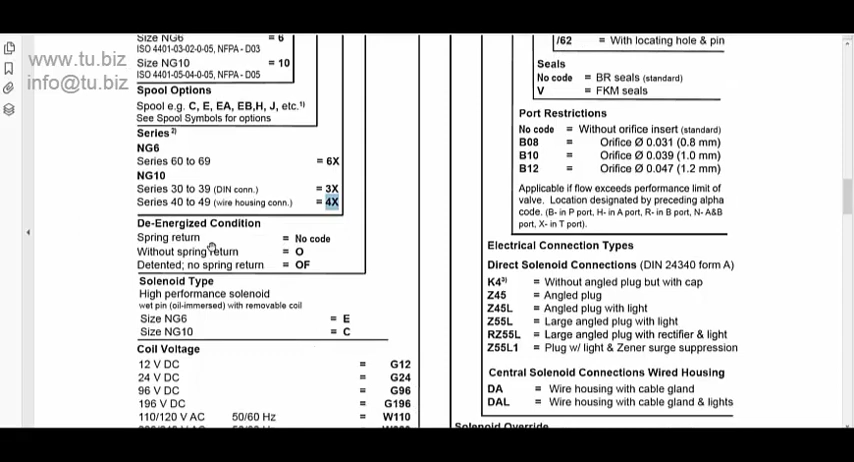 Size NG6 = 6
ISO 4401-03-02-0-05, NFPA - D03
Size NG10 = 10
ISO 4401-05-04-0-05, NFPA - D05
Spool Options
Spool e.g. C, E, EA, EB,H, J, etc.1)
See Spool Symbols for options
Series2)
NG6
Series 60 to 69 = 6X
NG10
Series 30 to 39 (DIN conn.) = 3X
Series 40 to 49 (wire housing conn.) = 4X
De-Energized Condition
Spring return = No code
Without spring return = O
Detented; no spring return = OF
Solenoid Type
High performance solenoid
wet pin (oil-immersed) with removable coil
Size NG6 = E
Size NG10 = C
Coil Voltage
12 V DC = G12
24 V DC = G24
96 V DC = G96
196 V DC = G196
110/120 V AC 50/60 Hz = W110
/62 = With locating hole & pin
Seals
No code = BR seals (standard)
V = FKM seals
Port Restrictions
No code = Without orifice insert (standard)
B08 = Orifice Ø 0.031 (0.8 mm)
B10 = Orifice Ø 0.039 (1.0 mm)
B12 = Orifice Ø 0.047 (1.2 mm)
Applicable if flow exceeds performance limit of
valve. Location designated by preceding alpha
code. (B- in P port, H- in A port, R- in B port, N- A&B
port, X- in T port).
Electrical Connection Types
Direct Solenoid Connections (DIN 24340 form A)
K43) = Without angled plug but with cap
Z45 = Angled plug
Z45L = Angled plug with light
Z55L = Large angled plug with light
RZ55L = Large angled plug with rectifier & light
Z55L1 = Plug w/ light & Zener surge suppression
Central Solenoid Connections Wired Housing
DA = Wire housing with cable gland
DAL = Wire housing with cable gland & lights
Solenoid Override
www.tu.biz
info@tu.biz